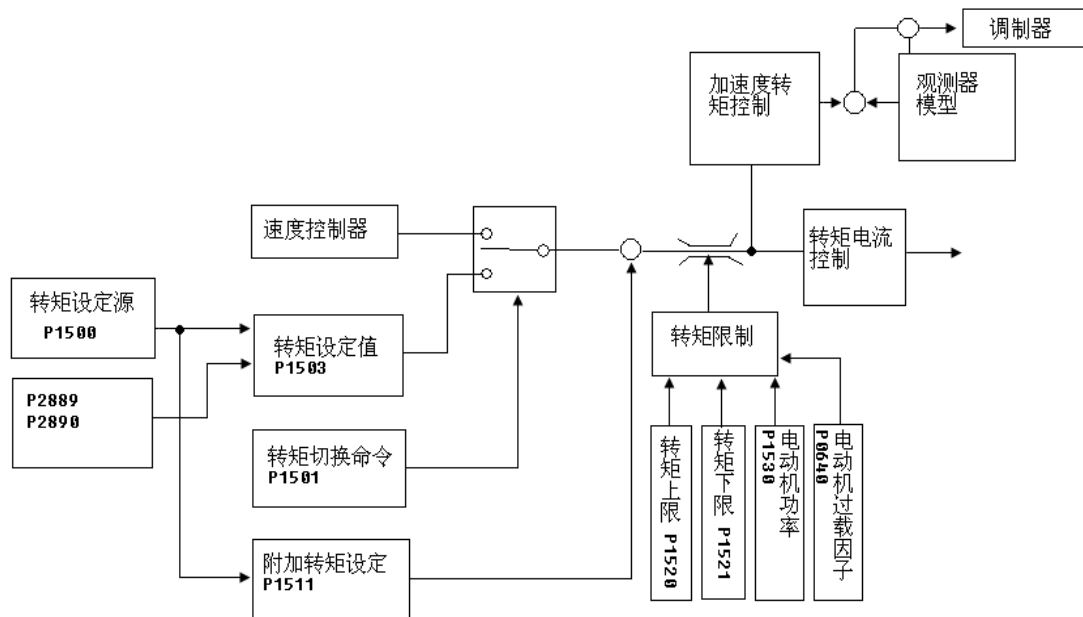 调制器
加速度转
矩控制
观测器
模型
速度控制器
转矩电流
控制
转矩设定源
P1500
转矩设定值
P1503
转矩限制
P2889
P2890
转矩切换命令
P1501
转矩上限 P1520
转矩下限 P1521
电动机功率
P1530
电动机过载因子
P0640
附加转矩设定
P1511